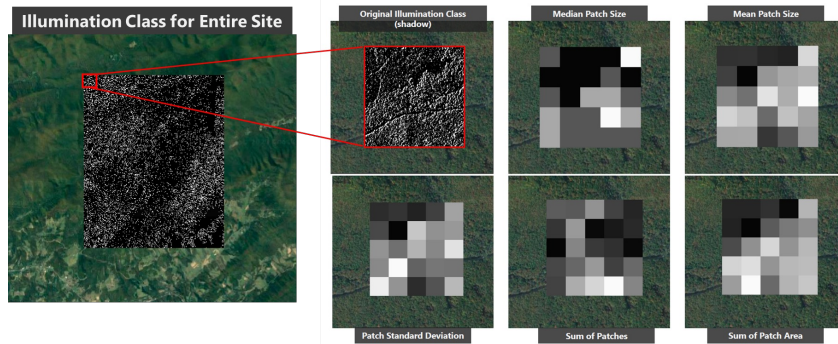 Illumination Class for Entire Site
Original Illumination Class
(shadow)
Median Patch Size
Mean Patch Size
Patch Standard Deviation
Sum of Patches
Sum of Patch Area